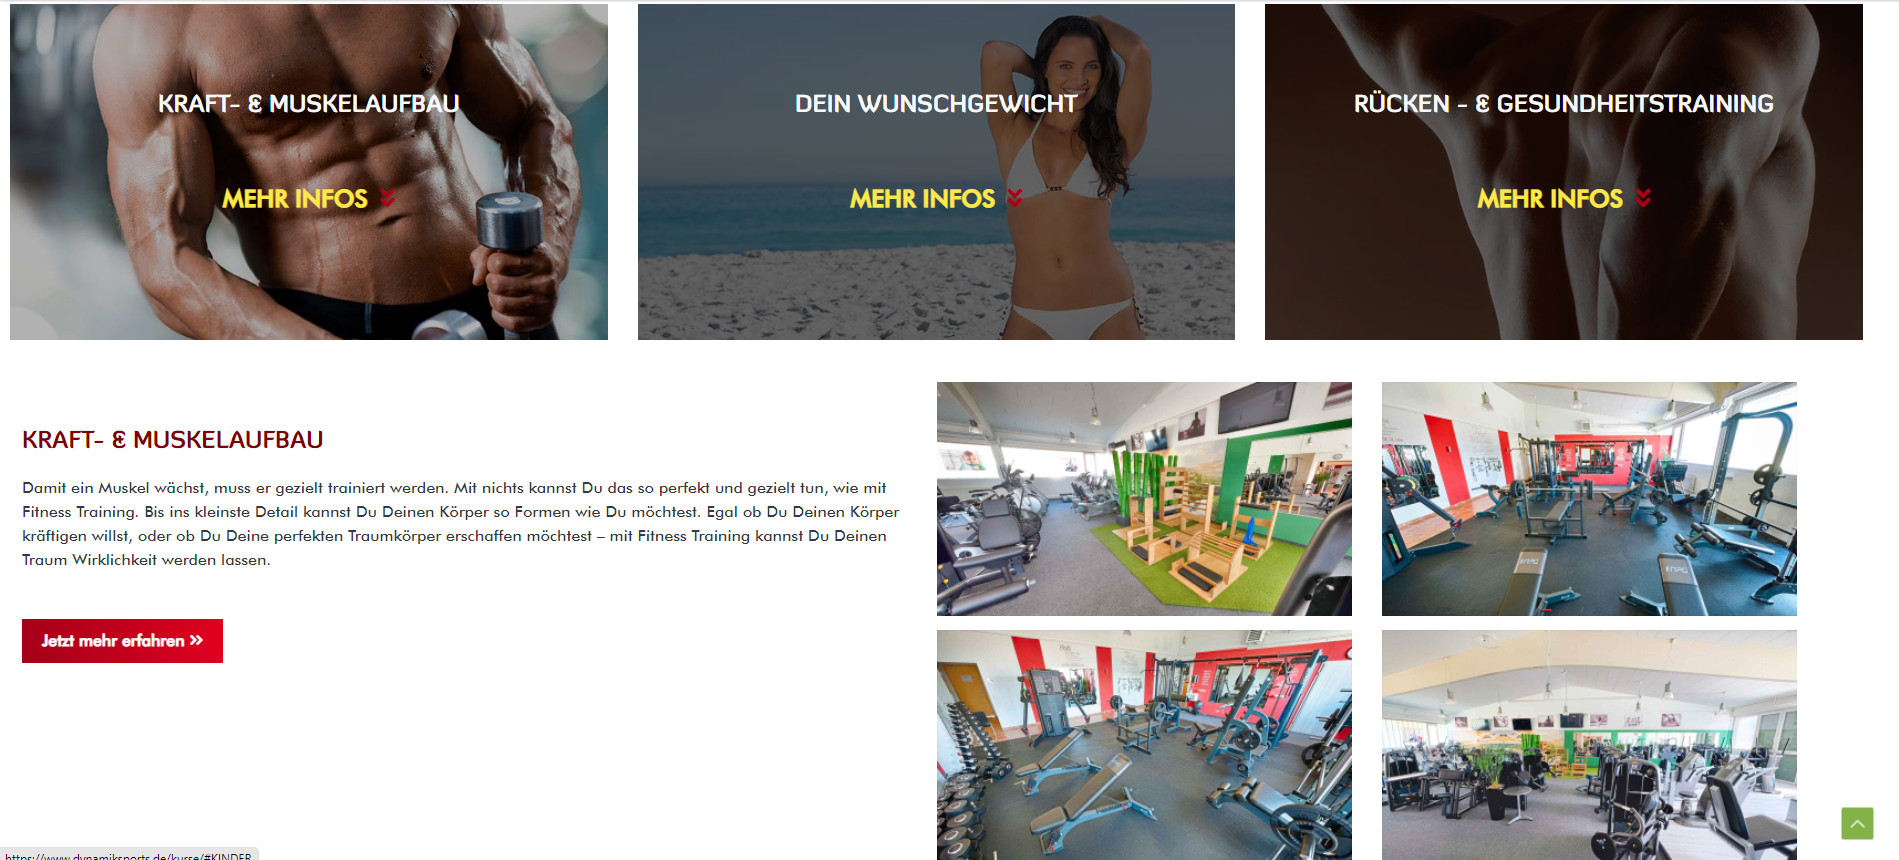 KRAFT- & MUSKELAUFBAU
MEHR INFOS
DEIN WUNSCHGEWICHT
MEHR INFOS
RÜCKEN - & GESUNDHEITSTRAINING
MEHR INFOS
KRAFT- & MUSKELAUFBAU
Damit ein Muskel wächst, muss er gezielt trainiert werden. Mit nichts kannst Du das so perfekt und gezielt tun, wie mit
Fitness Training. Bis ins kleinste Detail kannst Du Deinen Körper so Formen wie Du möchtest. Egal ob Du Deinen Körper
kräftigen willst, oder ob Du Deine perfekten Traumkörper erschaffen möchtest – mit Fitness Training kannst Du Deinen
Traum Wirklichkeit werden lassen.
Jetzt mehr erfahren »
https://www.dynamiksports.de/kurse/#KINDER